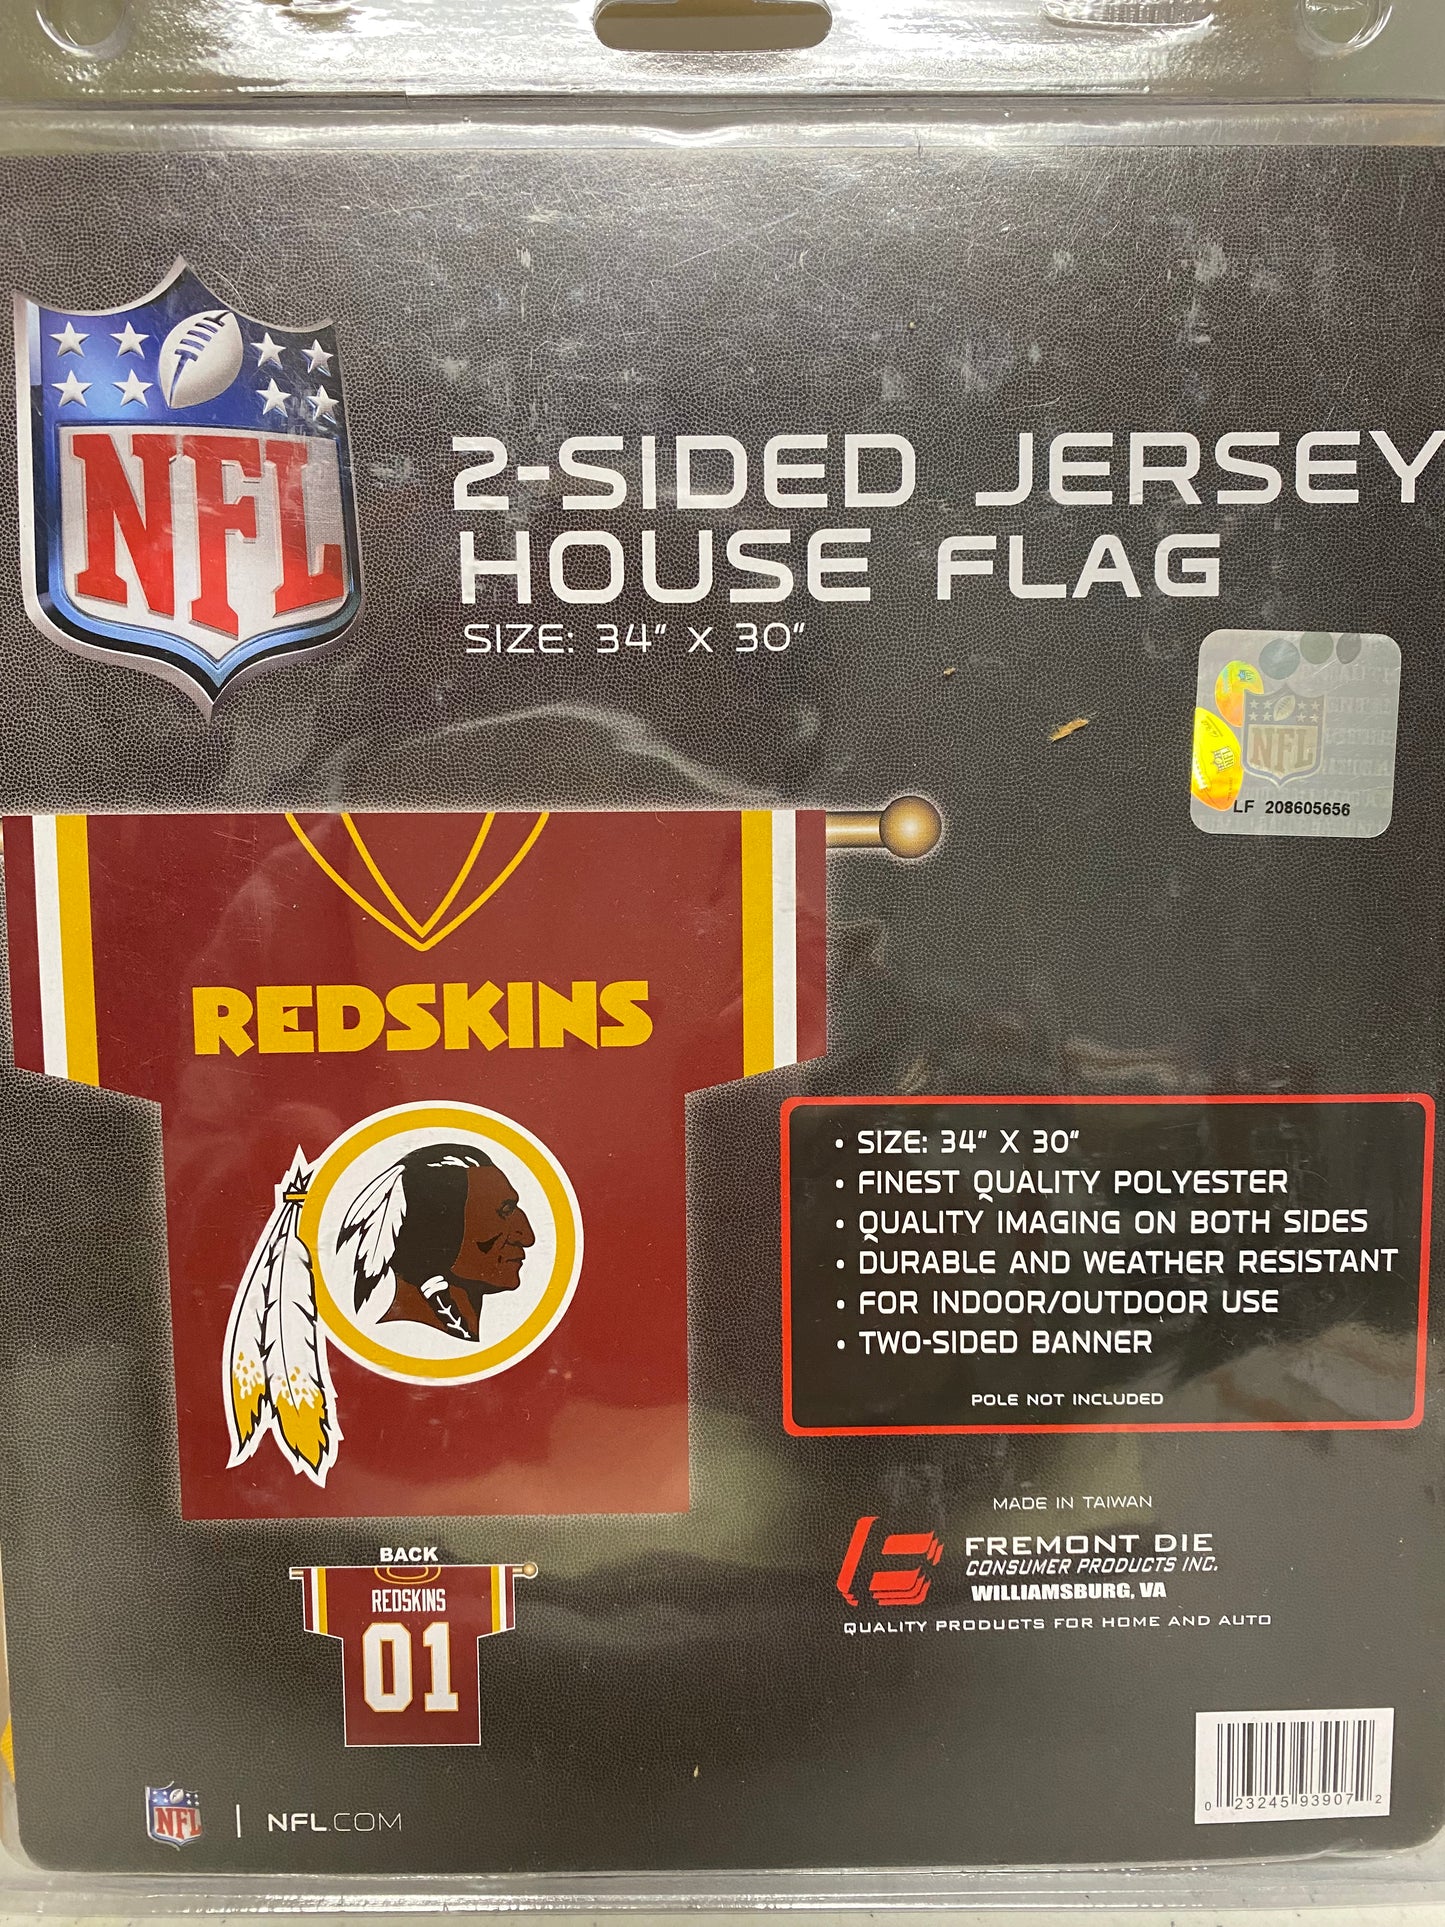 NFL
2-SIDED JERSEY
HOUSE FLAG
SIZE: 34" X 30"
NFL
LF 208605656
REDSKINS
• SIZE: 34" X 30"
• FINEST QUALITY POLYESTER
• QUALITY IMAGING ON BOTH SIDES
• DURABLE AND WEATHER RESISTANT
• FOR INDOOR/OUTDOOR USE
• TWO-SIDED BANNER
POLE NOT INCLUDED
MADE IN TAIWAN
FREMONT DIE
CONSUMER PRODUCTS INC.
WILLIAMSBURG, VA
QUALITY PRODUCTS FOR HOME AND AUTO
BACK
REDSKINS
01
NFL | NFL.COM
0 23245 93907 2